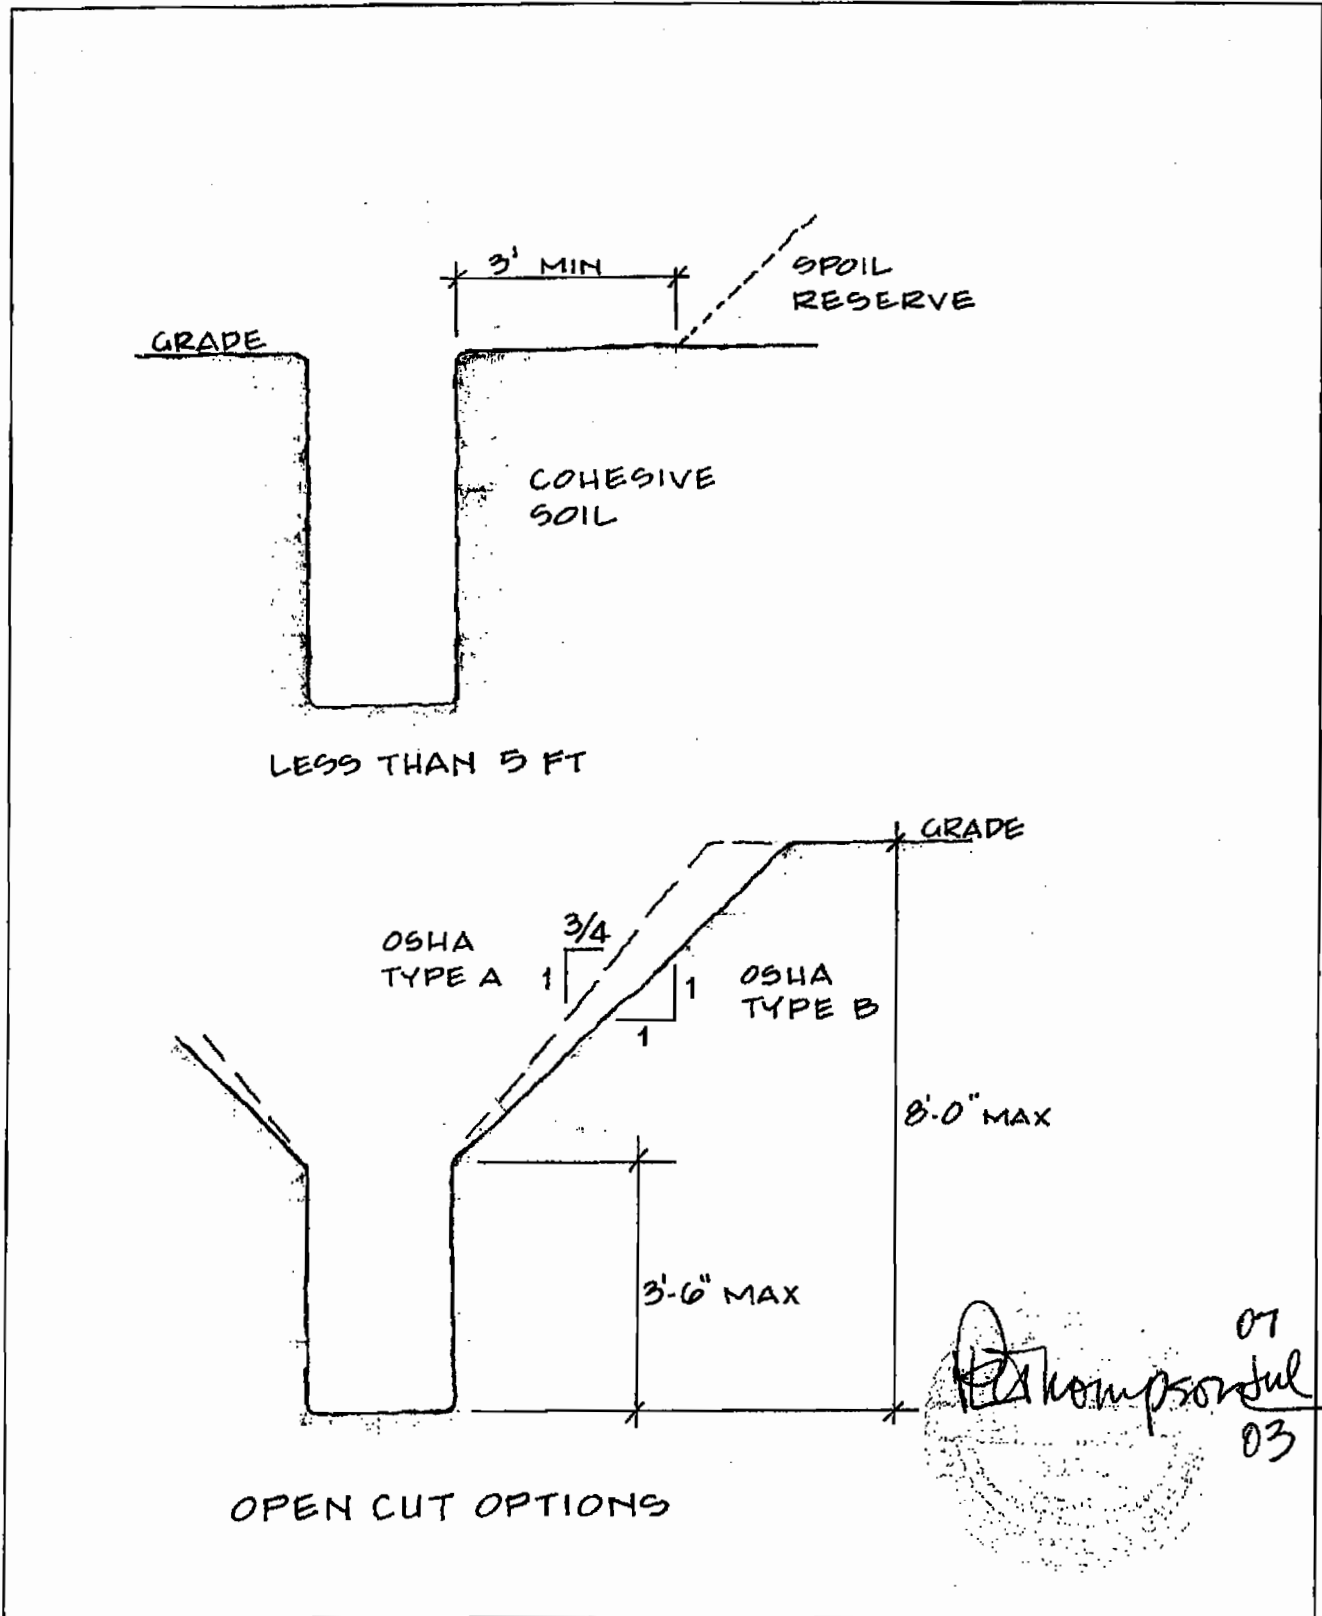 3' MIN
SPOIL
RESERVE
GRADE
COHESIVE
SOIL
LESS THAN 5 FT
GRADE
OSHA
TYPE A
3/4
1
1
1
OSHA
TYPE B
8'-0" MAX
3'-6" MAX
Thompson
07
Jul
03
OPEN CUT OPTIONS